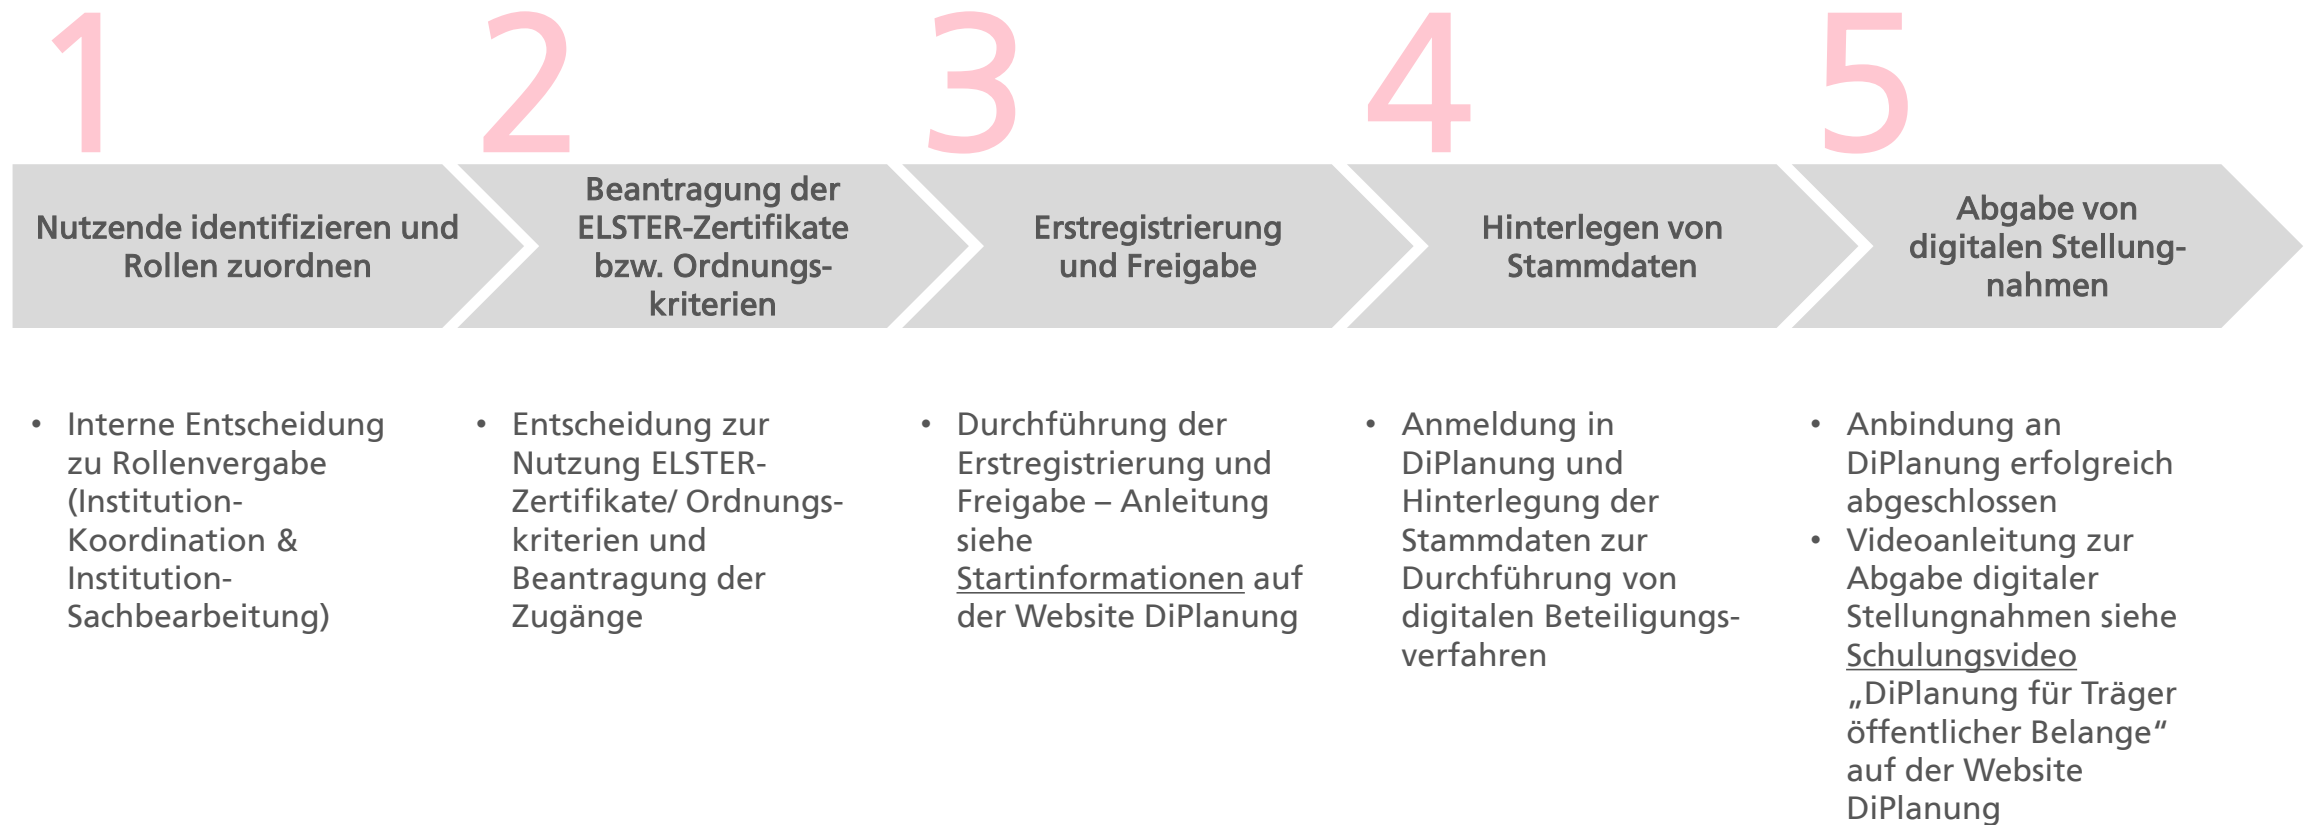 1
Nutzende identifizieren und
Rollen zuordnen
• Interne Entscheidung
zu Rollenvergabe
(Institution-
Koordination &
Institution-
Sachbearbeitung)
2
Beantragung der
ELSTER-Zertifikate
bzw. Ordnungs-
kriterien
• Entscheidung zur
Nutzung ELSTER-
Zertifikate/ Ordnungs-
kriterien und
Beantragung der
Zugänge
3
Erstregistrierung
und Freigabe
• Durchführung der
Erstregistrierung und
Freigabe – Anleitung
siehe
Startinformationen auf
der Website DiPlanung
4
Hinterlegen von
Stammdaten
• Anmeldung in
DiPlanung und
Hinterlegung der
Stammdaten zur
Durchführung von
digitalen Beteiligungs-
verfahren
5
Abgabe von
digitalen Stellung-
nahmen
• Anbindung an
DiPlanung erfolgreich
abgeschlossen
• Videoanleitung zur
Abgabe digitaler
Stellungnahmen siehe
Schulungsvideo
„DiPlanung für Träger
öffentlicher Belange“
auf der Website
DiPlanung